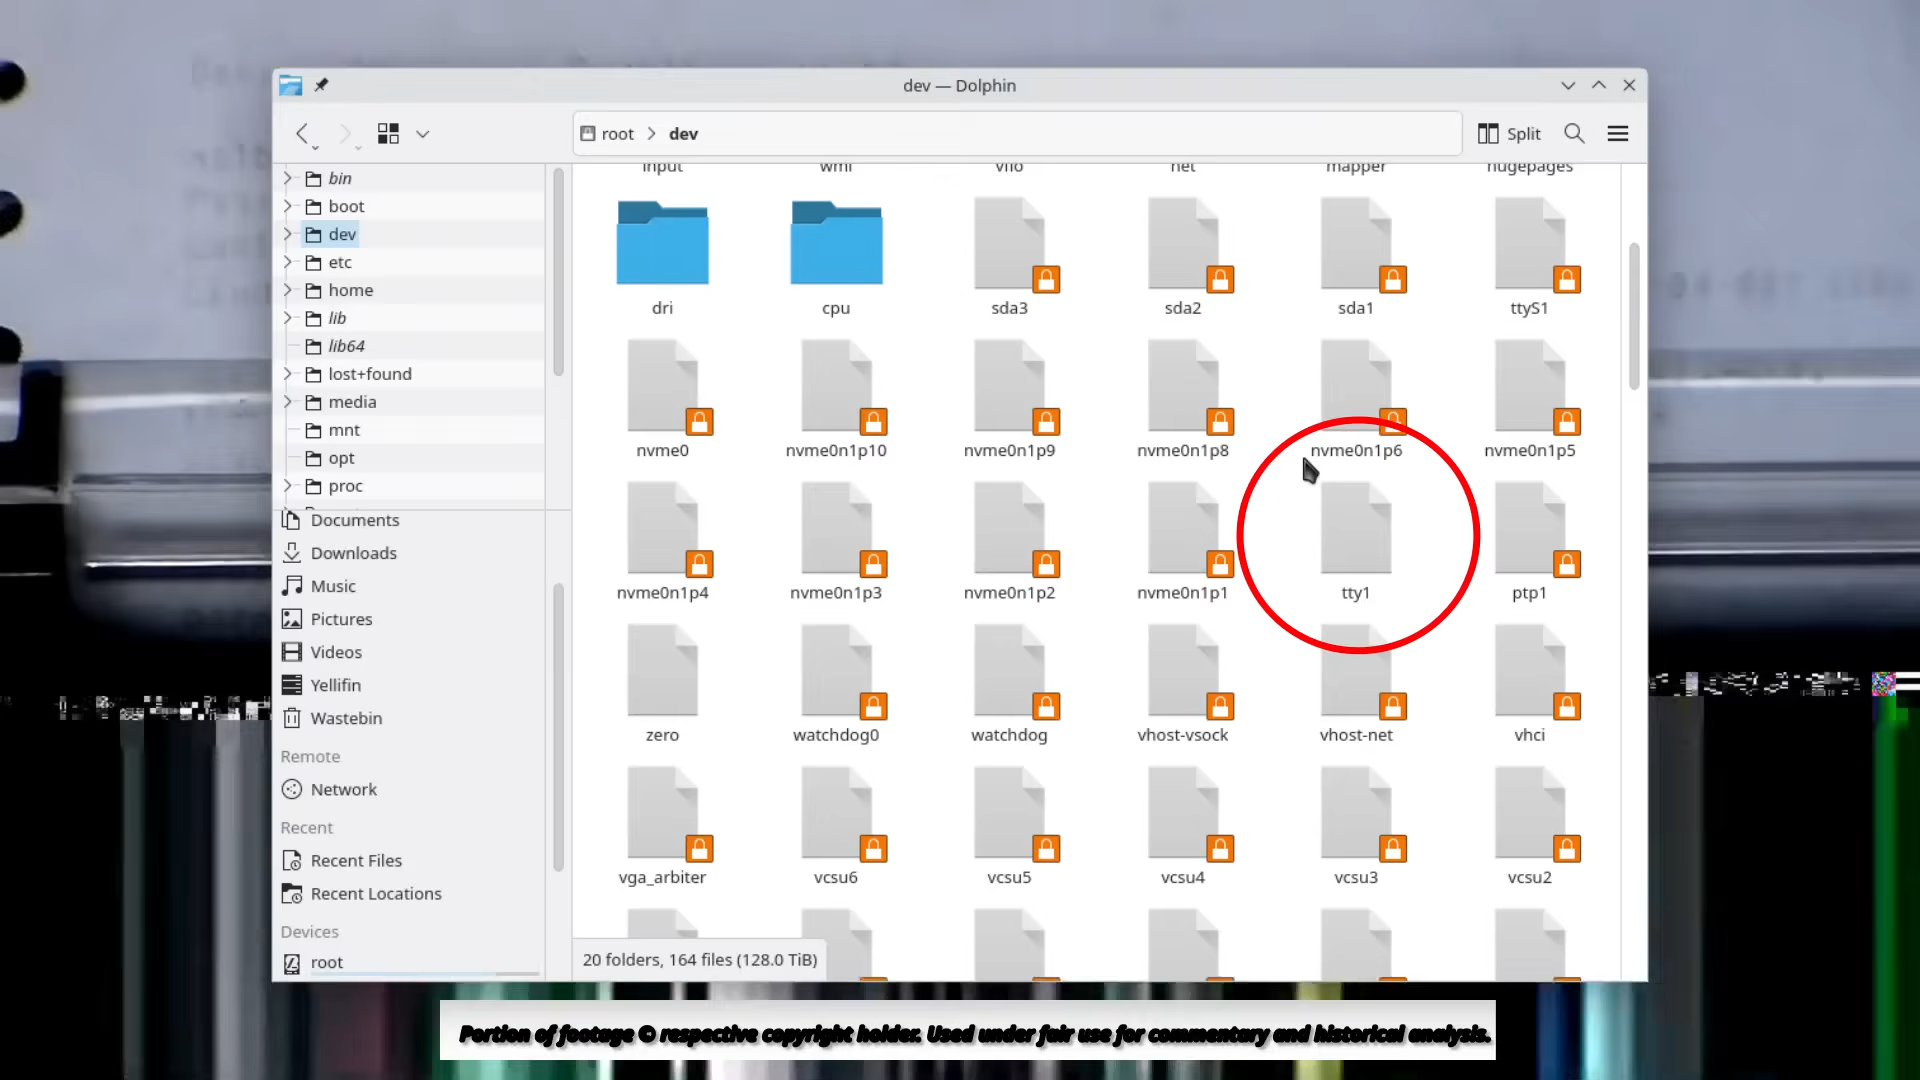 dev — Dolphin
root > dev
Split
bin
boot
dev
etc
home
lib
lib64
lost+found
media
mnt
opt
proc
Documents
Downloads
Music
Pictures
Videos
Yellifin
Wastebin
Remote
Network
Recent
Recent Files
Recent Locations
Devices
root
input wmi vfio net mapper hugepages
dri cpu sda3 sda2 sda1 ttyS1
nvme0 nvme0n1p10 nvme0n1p9 nvme0n1p8 nvme0n1p6 nvme0n1p5
nvme0n1p4 nvme0n1p3 nvme0n1p2 nvme0n1p1 tty1 ptp1
zero watchdog0 watchdog vhost-vsock vhost-net vhci
vga_arbiter vcsu6 vcsu5 vcsu4 vcsu3 vcsu2
20 folders, 164 files (128.0 TiB)
Portion of footage © respective copyright holder. Used under fair use for commentary and historical analysis.